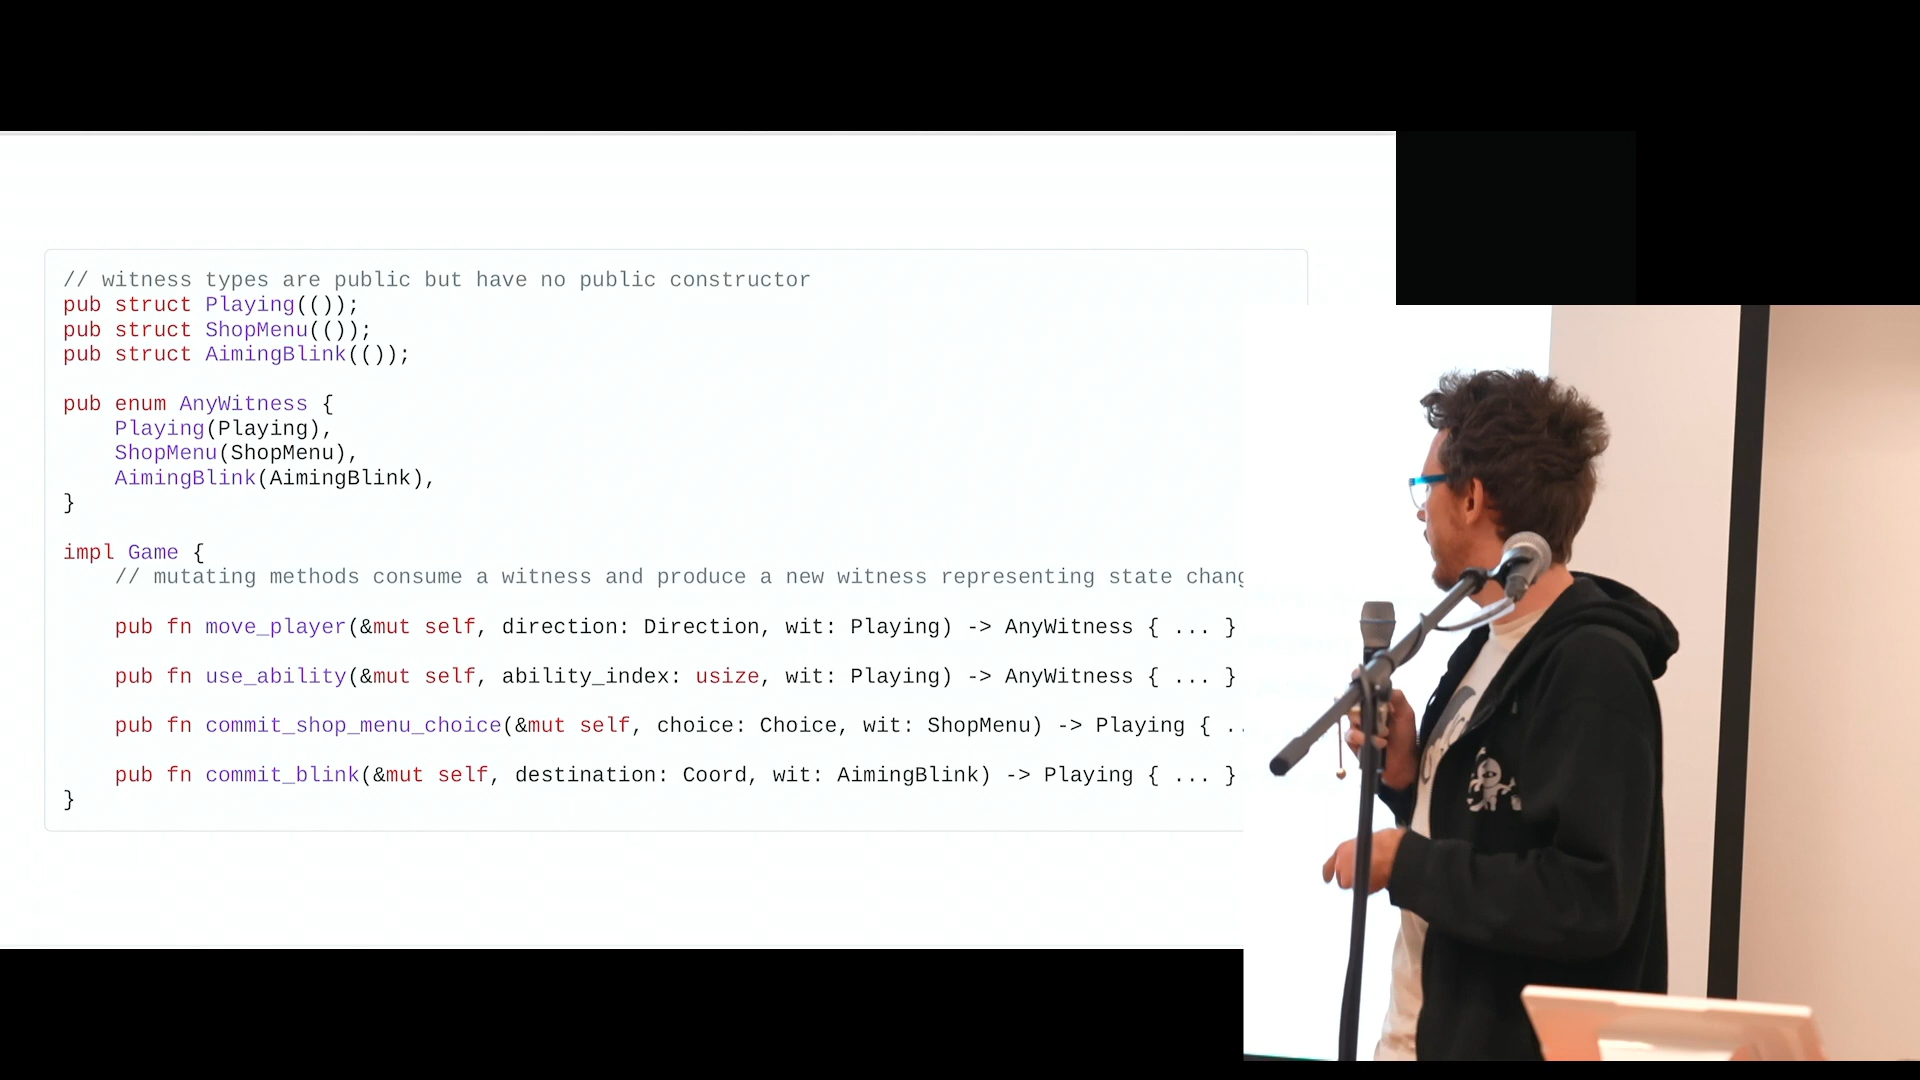 // witness types are public but have no public constructor
pub struct Playing(());
pub struct ShopMenu(());
pub struct AimingBlink(());
pub enum AnyWitness {
    Playing(Playing),
    ShopMenu(ShopMenu),
    AimingBlink(AimingBlink),
}
impl Game {
    // mutating methods consume a witness and produce a new witness representing state chang
    pub fn move_player(&mut self, direction: Direction, wit: Playing) -> AnyWitness { ... }
    pub fn use_ability(&mut self, ability_index: usize, wit: Playing) -> AnyWitness { ... }
    pub fn commit_shop_menu_choice(&mut self, choice: Choice, wit: ShopMenu) -> Playing { ..
    pub fn commit_blink(&mut self, destination: Coord, wit: AimingBlink) -> Playing { ... }
}